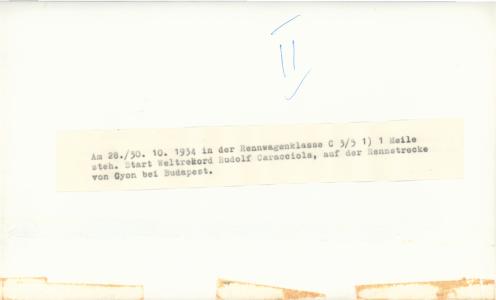 II
Am 28./30. 10. 1934 in der Rennwagenklasse C 3/5 1) 1 Meile
steh. Start Weltrekord Rudolf Caracciola, auf der Rennstrecke
von Gyon bei Budapest.